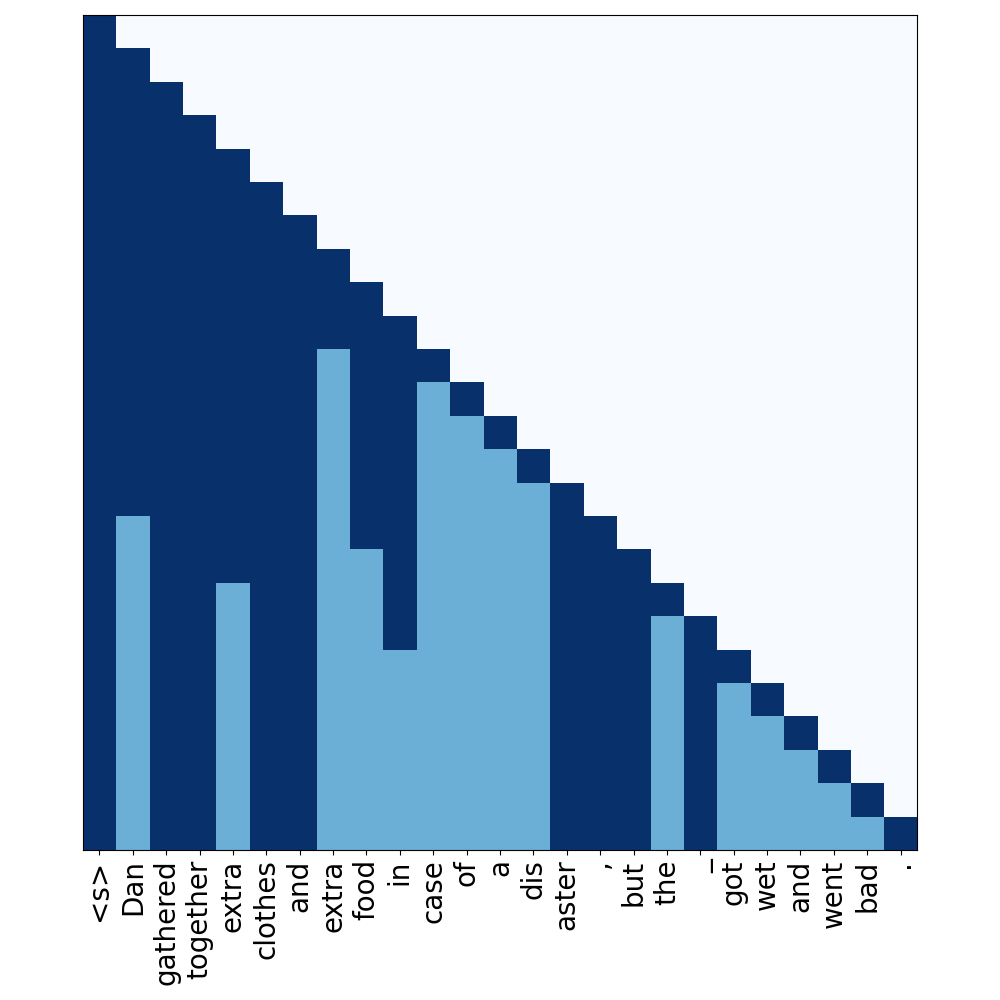 <s> Dan gathered together extra clothes and extra food in case of a dis aster , but the _ got wet and went bad .